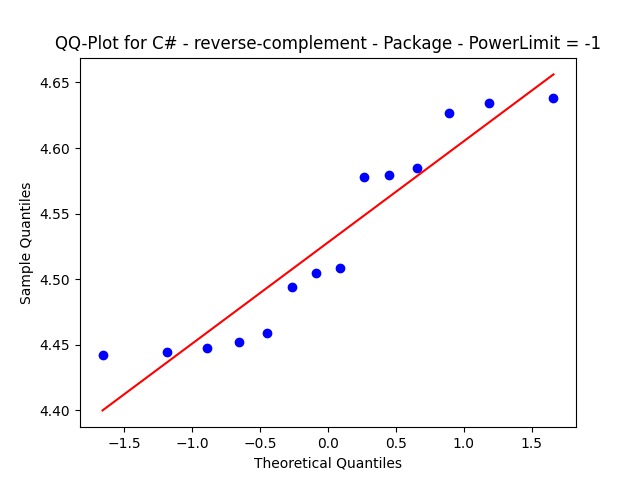 QQ-Plot for C# - reverse-complement - Package - PowerLimit = -1
4.65
4.60
4.55
4.50
4.45
4.40
Sample Quantiles
−1.5 −1.0 −0.5 0.0 0.5 1.0 1.5
Theoretical Quantiles